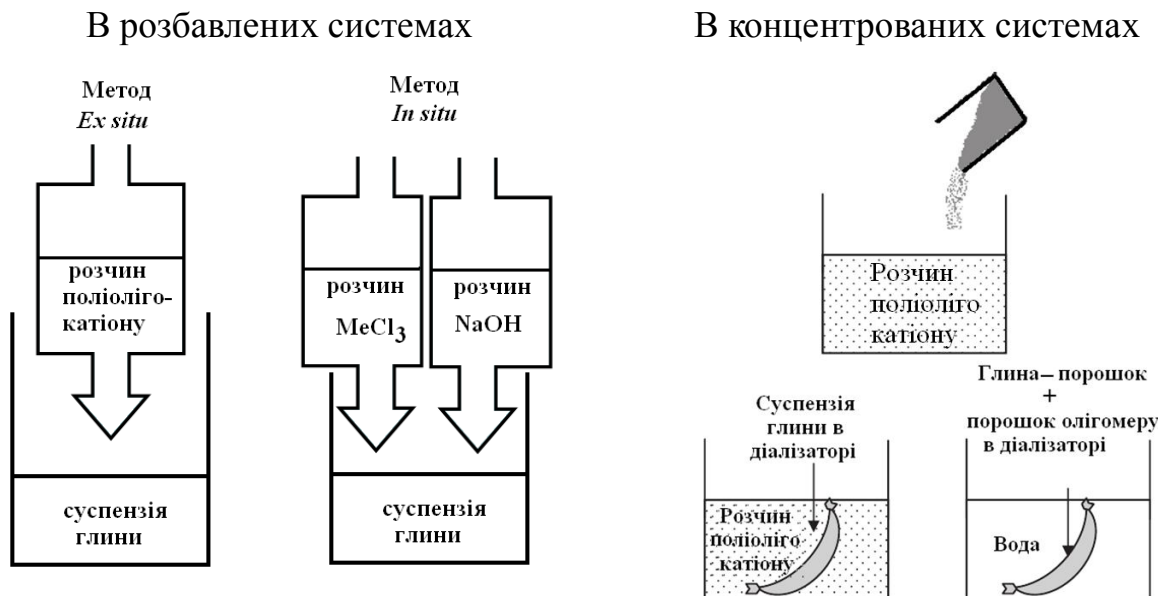 В розбавлених системах
Метод
Ex situ
розчин
поліоліго-
катіону
суспензія
глини
Метод
In situ
розчин
MeCl3
розчин
NaOH
суспензія
глини
В концентрованих системах
Розчин
поліоліго
катіону
Суспензія
глини в
діалізаторі
Розчин
поліоліго
катіону
Глина– порошок
+
порошок олігомеру
в діалізаторі
Вода